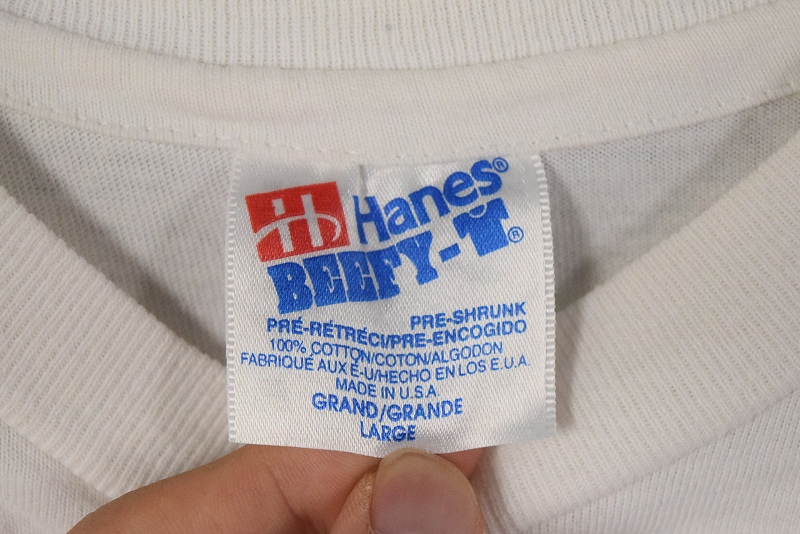 H Hanes®
BEEFY-T®
PRE-SHRUNK
PRÉ-RÉTRÉCI/PRE-ENCOGIDO
100% COTTON/COTON/ALGODON
FABRIQUÉ AUX É-U/HECHO EN LOS E.U.A.
MADE IN U.S.A.
GRAND/GRANDE
LARGE